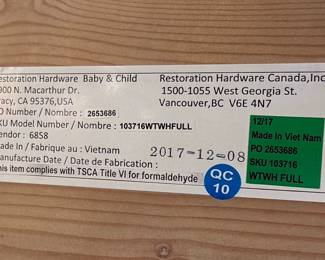 Restoration Hardware Baby & Child
900 N. Macarthur Dr.
racy, CA 95376,USA
O Number / Nombre : 2653686
KU Model Number / Nombre : 103716WTWHFULL
endor : 6858
ade In / Fabrique au : Vietnam
anufacture Date / Date de Fabrication :
his item complies with TSCA Title VI for formaldehyde
Restoration Hardware Canada,Inc
1500-1055 West Georgia St.
Vancouver,BC V6E 4N7
2017-12-08
QC
10
12/17
Made In Viet Nam
PO 2653686
SKU 103716
WTWH FULL